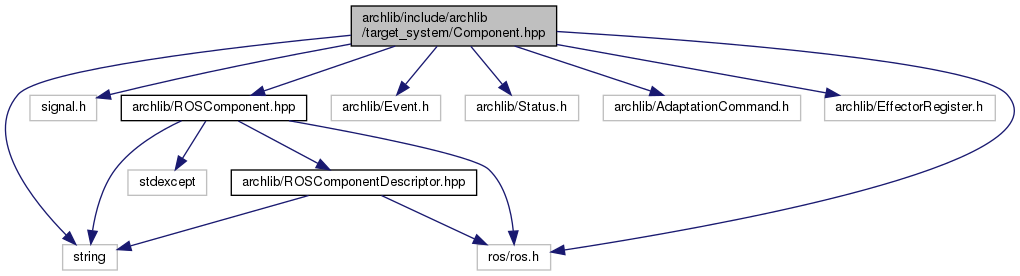 archlib/include/archlib
/target_system/Component.hpp
signal.h
archlib/ROSComponent.hpp
archlib/Event.h
archlib/Status.h
archlib/AdaptationCommand.h
archlib/EffectorRegister.h
stdexcept
archlib/ROSComponentDescriptor.hpp
string
ros/ros.h